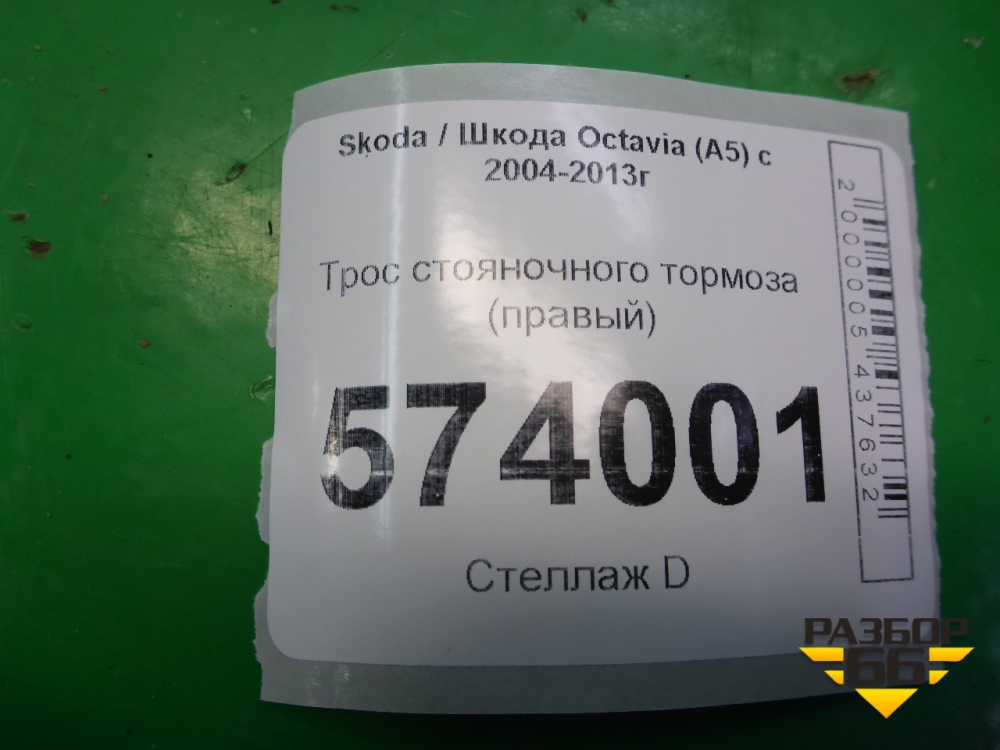 Skoda / Шкода Octavia (A5) с
2004-2013г
Трос стояночного тормоза
(правый)
574001
Стеллаж D
2000005437632
РАЗБОР
66